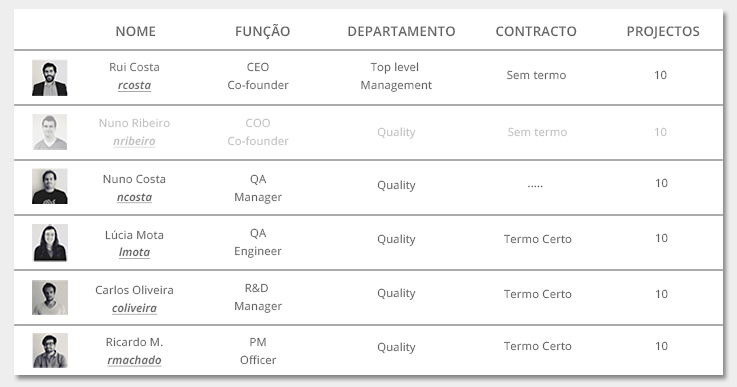 NOME FUNÇÃO DEPARTAMENTO CONTRACTO PROJECTOS
Rui Costa CEO Top level
rcosta Co-founder Management Sem termo 10
Nuno Ribeiro COO
nribeiro Co-founder Quality Sem termo 10
Nuno Costa QA
ncosta Manager Quality ..... 10
Lúcia Mota QA
lmota Engineer Quality Termo Certo 10
Carlos Oliveira R&D
coliveira Manager Quality Termo Certo 10
Ricardo M. PM
rmachado Officer Quality Termo Certo 10